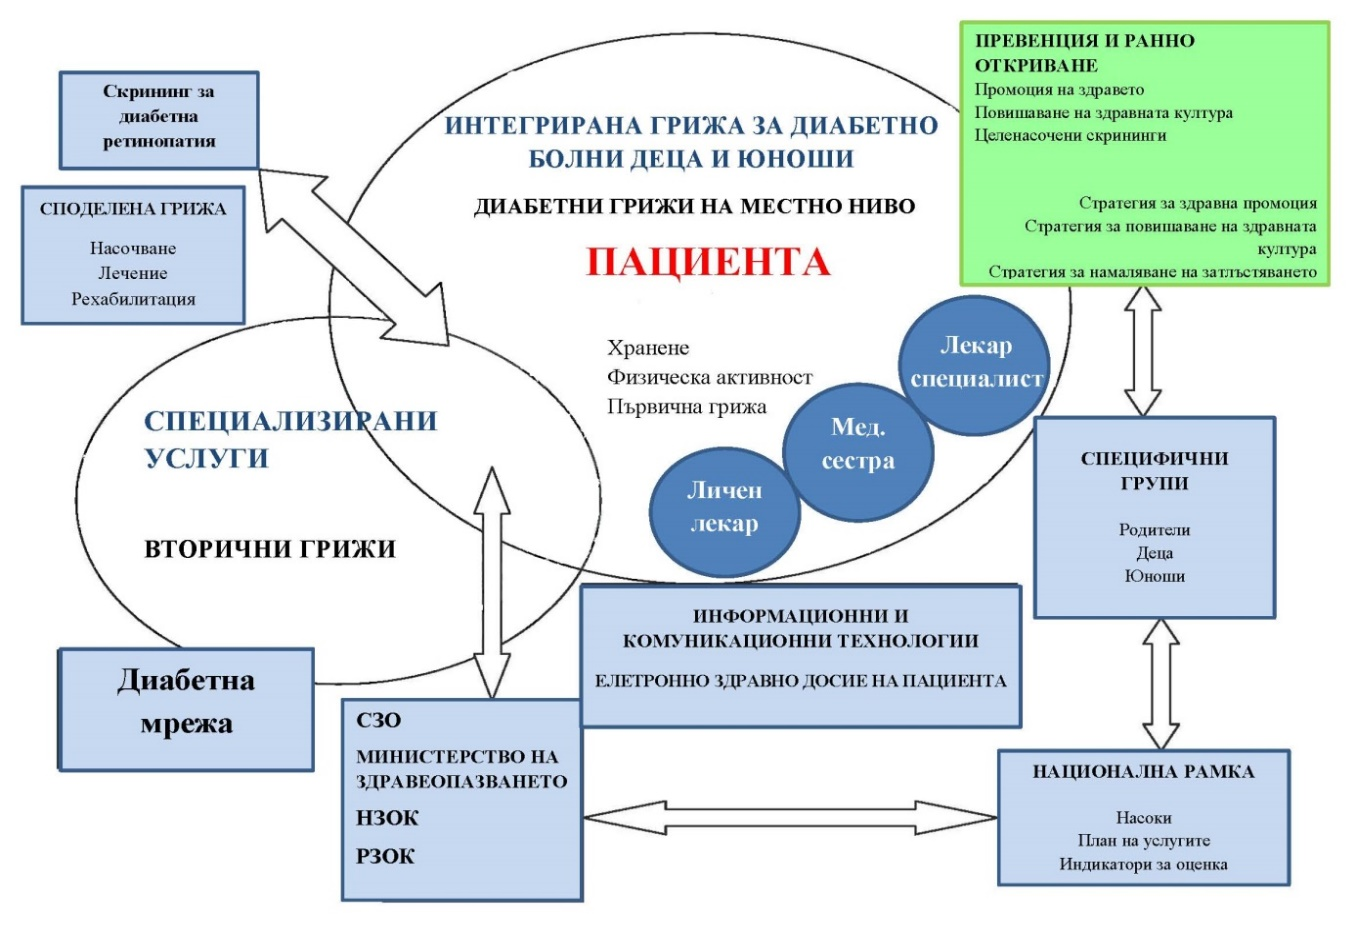 Скрининг за
диабетна
ретинопатия
СПОДЕЛЕНА ГРИЖА
Насочване
Лечение
Рехабилитация
ИНТЕГРИРАНА ГРИЖА ЗА ДИАБЕТНО
БОЛНИ ДЕЦА И ЮНОШИ
ДИАБЕТНИ ГРИЖИ НА МЕСТНО НИВО
ПАЦИЕНТА
Хранене
Физическа активност
Първична грижа
Лекар
специалист
Мед.
сестра
Личен
лекар
ПРЕВЕНЦИЯ И РАННО
ОТКРИВАНЕ
Промоция на здравето
Повишаване на здравната култура
Целенасочени скрининги
Стратегия за здравна промоция
Стратегия за повишаване на здравната
култура
Стратегия за намаляване на затлъстяването
СПЕЦИАЛИЗИРАНИ
УСЛУГИ
ВТОРИЧНИ ГРИЖИ
СПЕЦИФИЧНИ
ГРУПИ
Родители
Деца
Юноши
ИНФОРМАЦИОННИ И
КОМУНИКАЦИОННИ ТЕХНОЛОГИИ
ЕЛЕТРОННО ЗДРАВНО ДОСИЕ НА ПАЦИЕНТА
Диабетна
мрежа
СЗО
МИНИСТЕРСТВО НА
ЗДРАВЕОПАЗВАНЕТО
НЗОК
РЗОК
НАЦИОНАЛНА РАМКА
Насоки
План на услугите
Индикатори за оценка